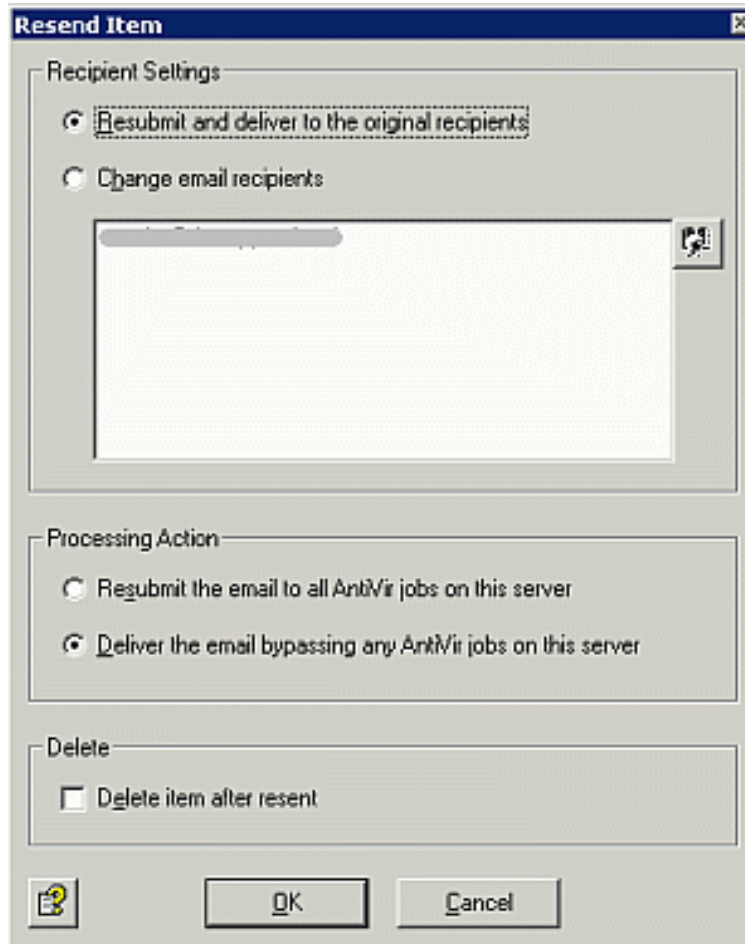 Resend Item
Recipient Settings
Resubmit and deliver to the original recipients
Change email recipients
Processing Action
Resubmit the email to all AntiVir jobs on this server
Deliver the email bypassing any AntiVir jobs on this server
Delete
Delete item after resent
OK
Cancel